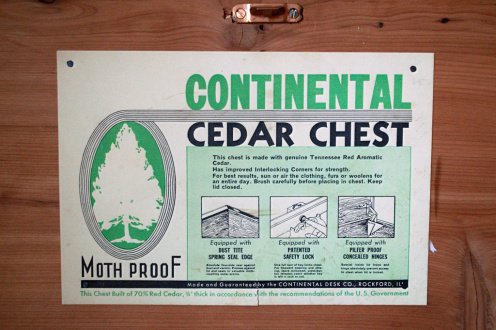 CONTINENTAL
CEDAR CHEST
This chest is made with genuine Tennessee Red Aromatic
Cedar.
Has improved Interlocking Corners for strength.
For best results, sun or air the clothing, furs or woolens for
an entire day. Brush carefully before placing in chest. Keep
lid closed.
Equipped with
DUST TITE
SPRING SEAL EDGE
Equipped with
PATENTED
SAFETY LOCK
Equipped with
PILFER PROOF
CONCEALED HINGES
MOTH PROOF
Made and Guaranteed by the CONTINENTAL DESK CO., ROCKFORD, ILL
This Chest Built of 70% Red Cedar, ¾" thick in accordance with the recommendations of the U. S. Government